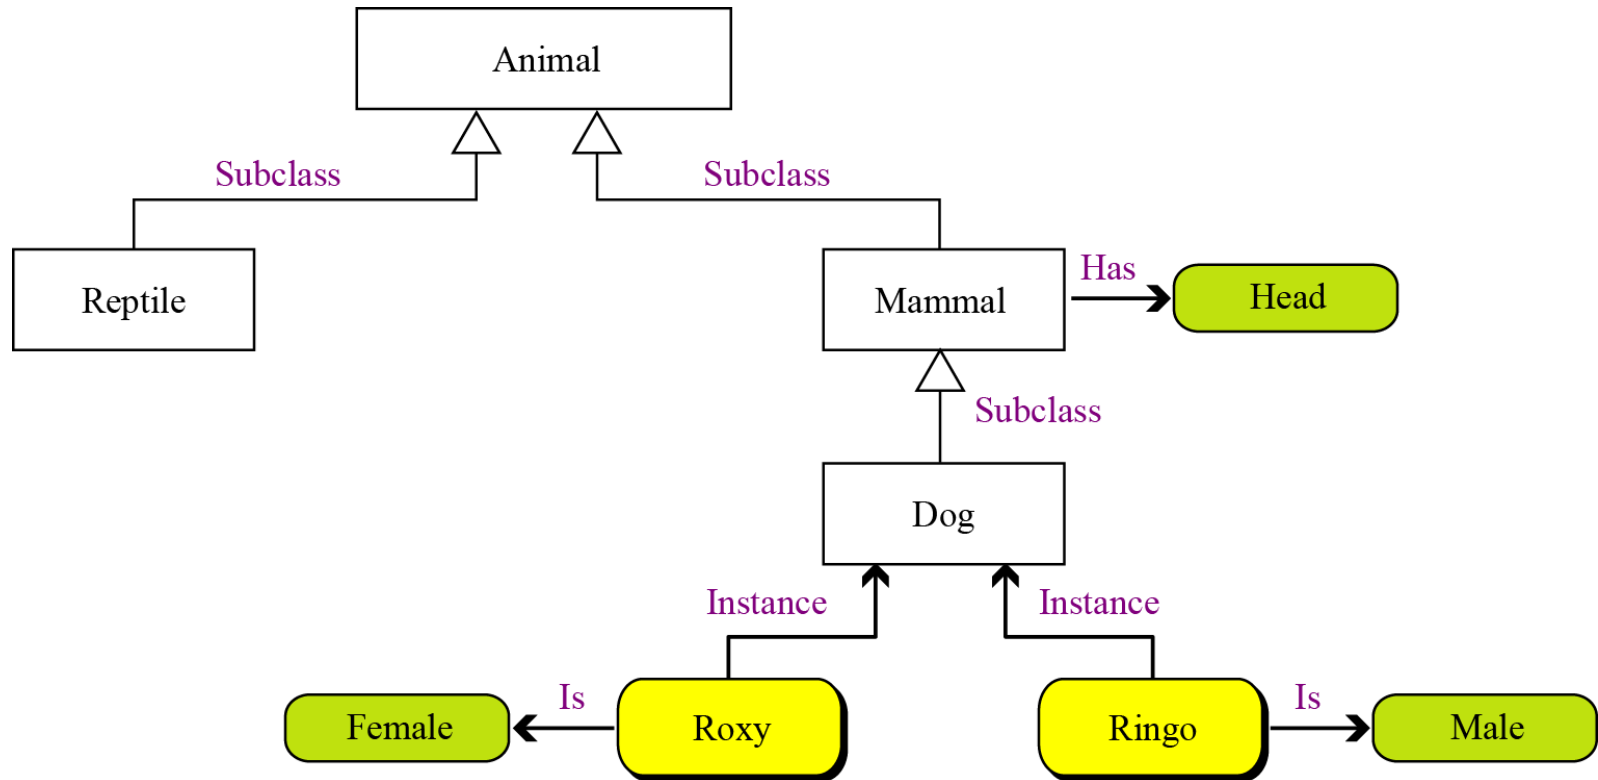 Animal
Subclass
Subclass
Reptile
Mammal
Has
Head
Subclass
Dog
Instance
Instance
Female
Is
Roxy
Ringo
Is
Male